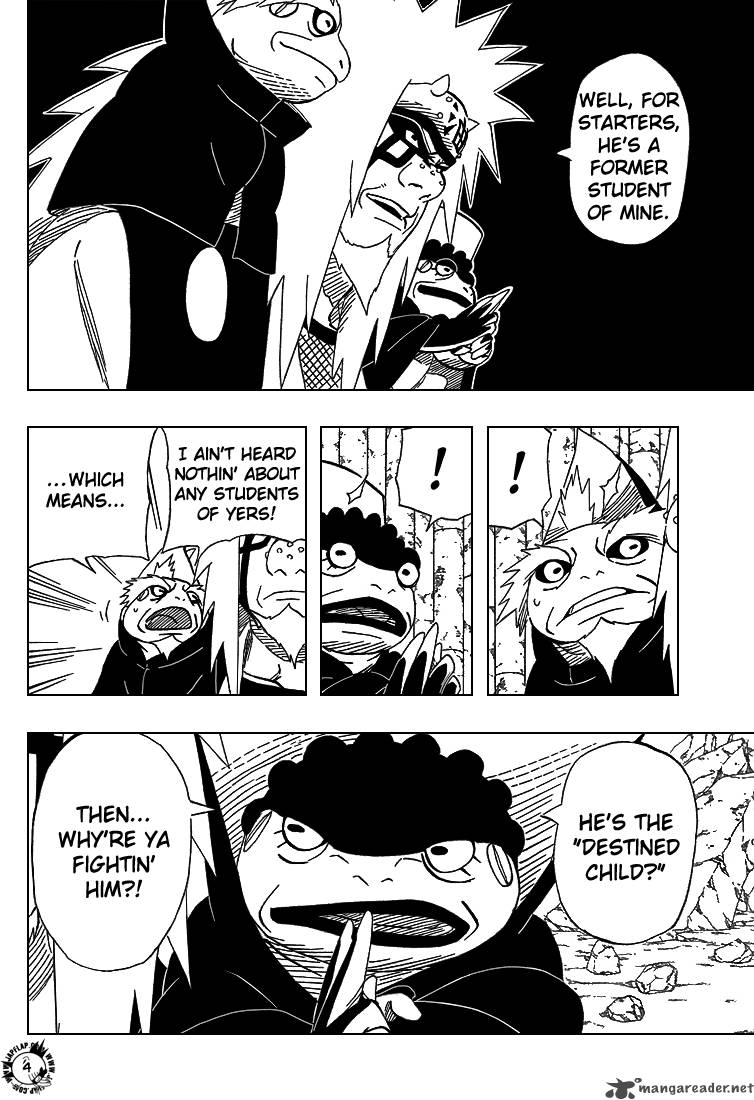 WELL, FOR
STARTERS,
HE'S A
FORMER
STUDENT
OF MINE.
!
!
I AIN'T HEARD
NOTHIN' ABOUT
ANY STUDENTS
OF YERS!
...WHICH
MEANS...
HE'S THE
"DESTINED
CHILD?"
THEN...
WHY'RE YA
FIGHTIN'
HIM?!
4
mangareader.net